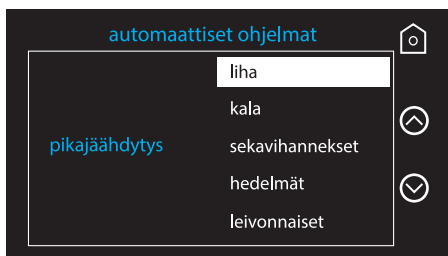 automaattiset ohjelmat
liha
kala
pikajäähdytys
sekavihannekset
hedelmät
leivonnaiset